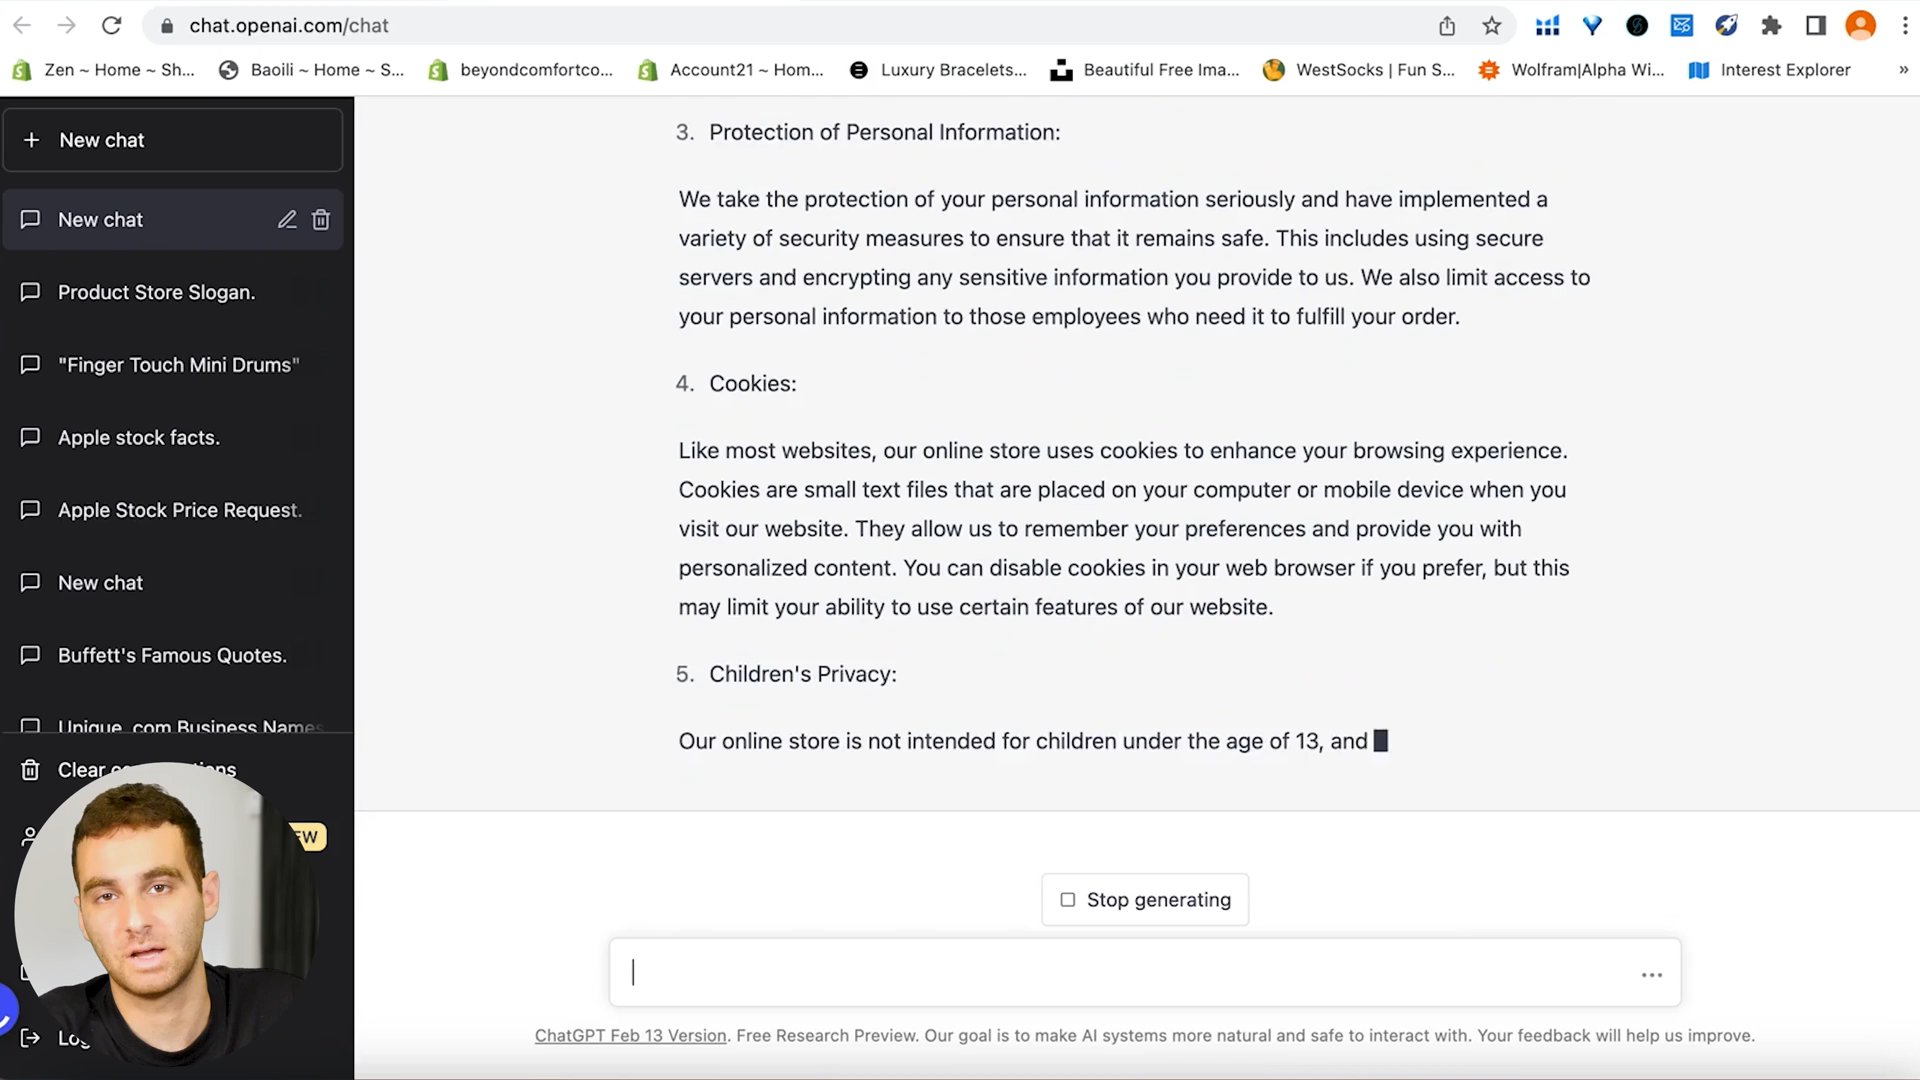 chat.openai.com/chat
Zen ~ Home ~ Sh...
Baoili ~ Home ~ S...
beyondcomfortco...
Account21 ~ Hom...
Luxury Bracelets...
Beautiful Free Ima...
WestSocks | Fun S...
Wolfram|Alpha Wi...
Interest Explorer
»
+ New chat
New chat
Product Store Slogan.
"Finger Touch Mini Drums"
Apple stock facts.
Apple Stock Price Request.
New chat
Buffett's Famous Quotes.
Unique .com Business Names
Clear
3. Protection of Personal Information:
We take the protection of your personal information seriously and have implemented a
variety of security measures to ensure that it remains safe. This includes using secure
servers and encrypting any sensitive information you provide to us. We also limit access to
your personal information to those employees who need it to fulfill your order.
4. Cookies:
Like most websites, our online store uses cookies to enhance your browsing experience.
Cookies are small text files that are placed on your computer or mobile device when you
visit our website. They allow us to remember your preferences and provide you with
personalized content. You can disable cookies in your web browser if you prefer, but this
may limit your ability to use certain features of our website.
5. Children's Privacy:
Our online store is not intended for children under the age of 13, and
Stop generating
ChatGPT Feb 13 Version. Free Research Preview. Our goal is to make AI systems more natural and safe to interact with. Your feedback will help us improve.